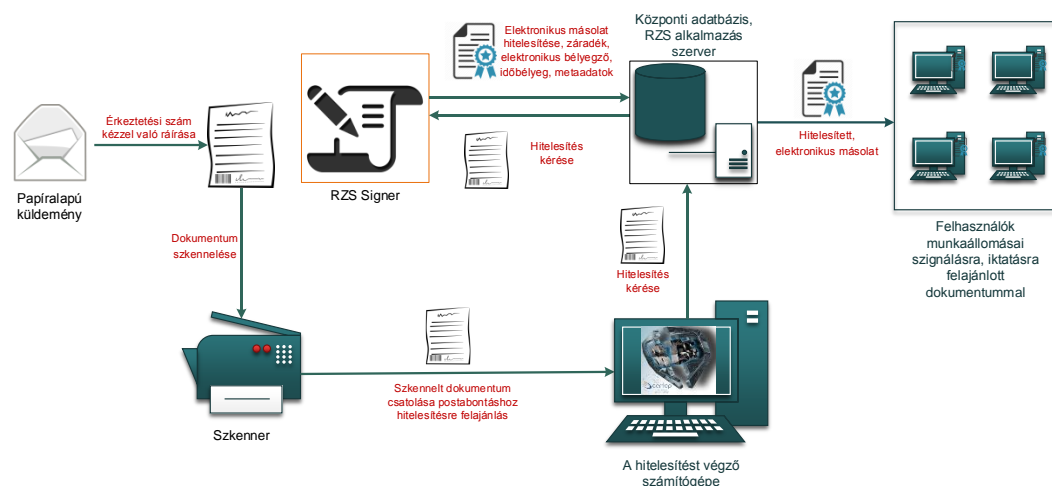 Elektronikus másolat
hitelesítése, záradék,
elektronikus bélyegző,
időbélyeg, metaadatok
Központi adatbázis,
RZS alkalmazás
szerver
Érkeztetési szám
kézzel való ráírása
Hitelesítés
kérése
Hitelesített,
elektronikus másolat
Papíralapú
küldemény
RZS Signer
Felhasználók
munkaállomásai
szignálásra, iktatásra
felajánlott
dokumentummal
Dokumentum
szkennelése
Hitelesítés
kérése
Szkennelt dokumentum
csatolása postabontáshoz
hitelesítésre felajánlás
Szkenner
A hitelesítést végző
számítógépe